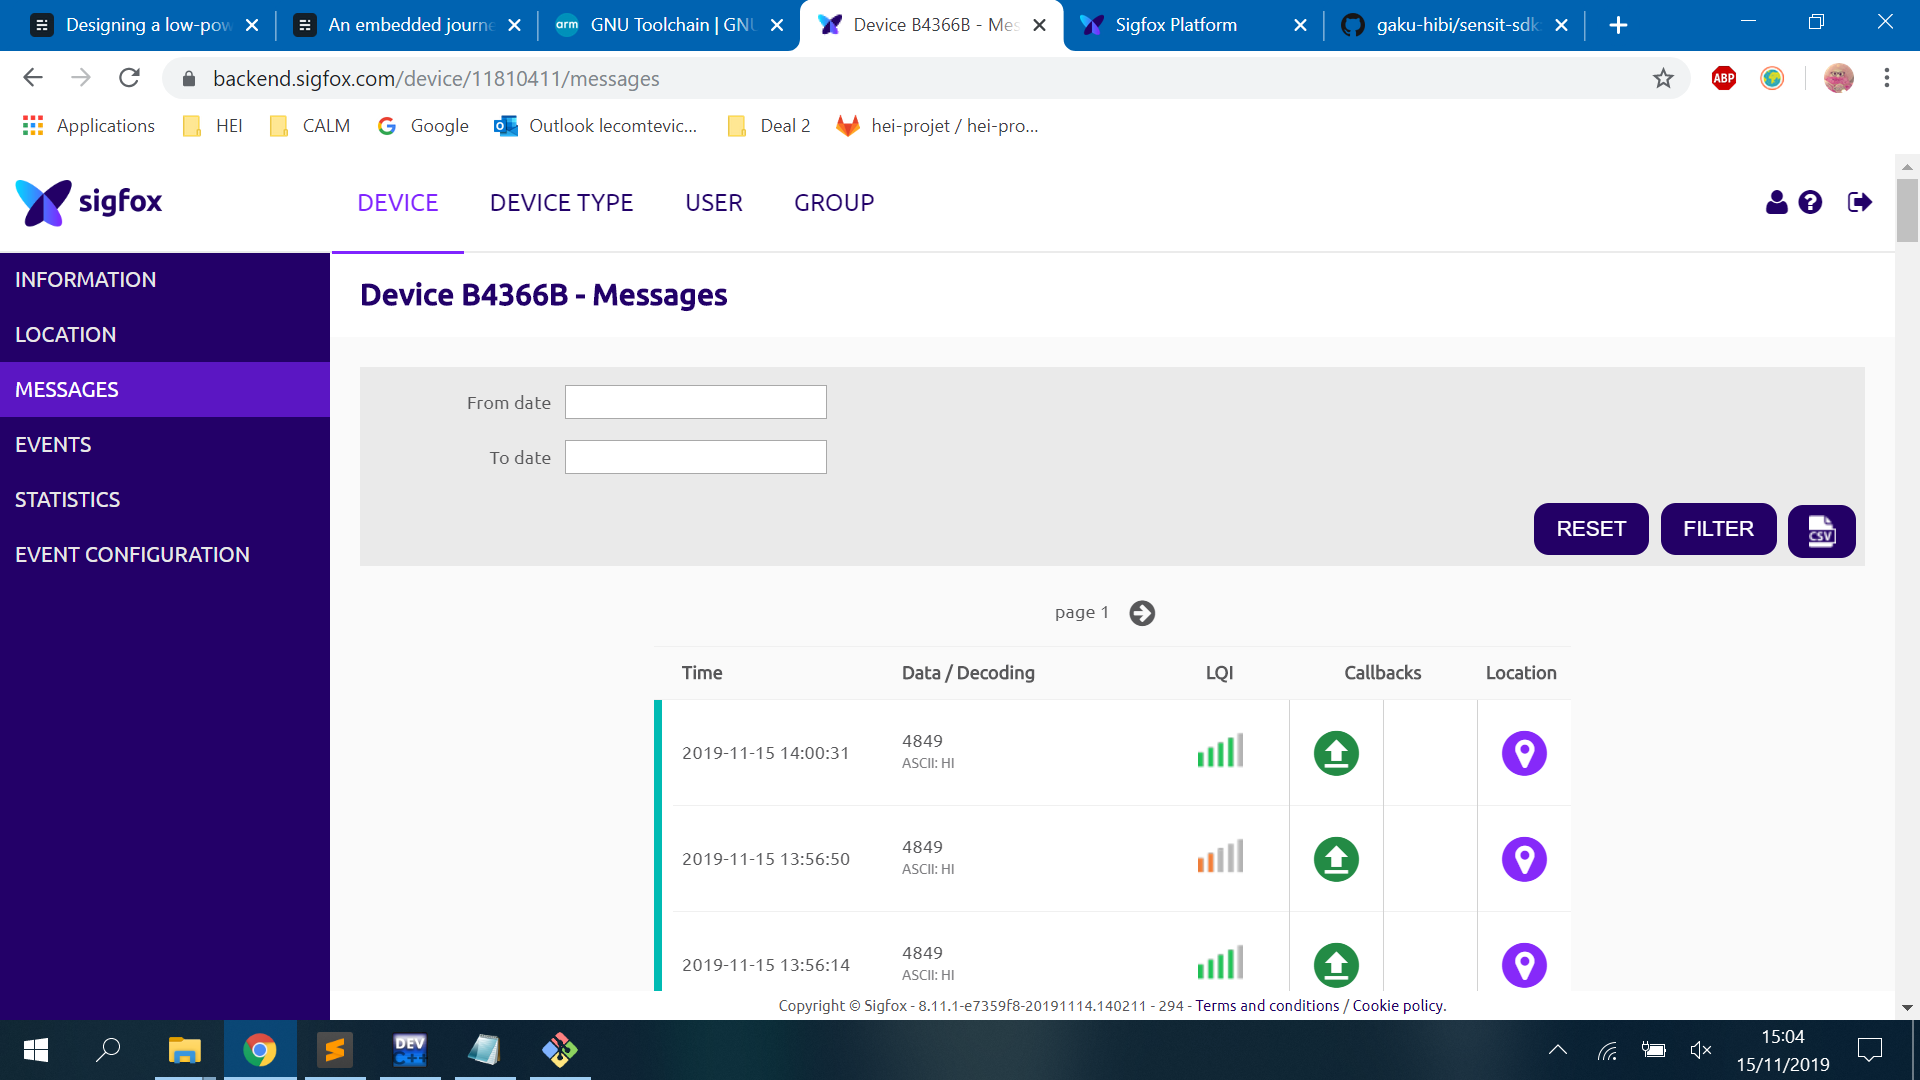 Designing a low-pow
An embedded journe
arm GNU Toolchain | GNU
Device B4366B - Mes
Sigfox Platform
gaku-hibi/sensit-sdk
backend.sigfox.com/device/11810411/messages
ABP
Applications
HEI
CALM
Google
Outlook lecomtevic...
Deal 2
hei-projet / hei-pro...
sigfox
DEVICE
DEVICE TYPE
USER
GROUP
INFORMATION
LOCATION
MESSAGES
EVENTS
STATISTICS
EVENT CONFIGURATION
Device B4366B - Messages
From date
To date
RESET
FILTER
CSV
page 1
Time Data / Decoding LQI Callbacks Location
2019-11-15 14:00:31
4849
ASCII: HI
2019-11-15 13:56:50
4849
ASCII: HI
2019-11-15 13:56:14
4849
ASCII: HI
Copyright © Sigfox - 8.11.1-e7359f8-20191114.140211 - 294 - Terms and conditions / Cookie policy.
DEV
C++
15:04
15/11/2019